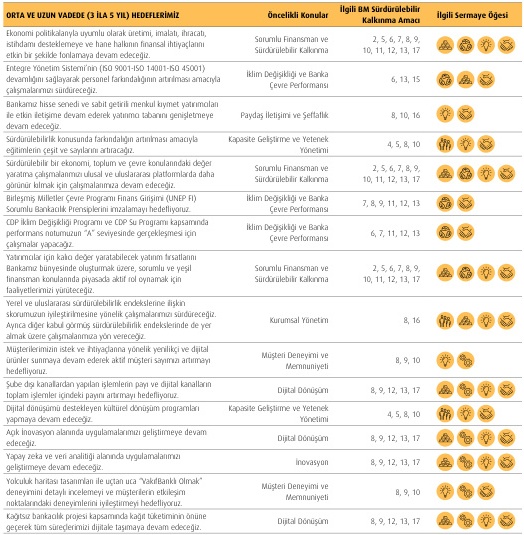 ORTA VE UZUN VADEDE (3 İLA 5 YIL) HEDEFLERİMİZ
Öncelikli Konular
İlgili BM Sürdürülebilir
Kalkınma Amacı
İlgili Sermaye Öğesi
Ekonomi politikalarıyla uyumlu olarak üretimi, imalatı, ihracatı,
istihdamı desteklemeye ve hane halkının finansal ihtiyaçlarını
etkin bir şekilde fonlamaya devam edeceğiz.
Sorumlu Finansman ve
Sürdürülebilir Kalkınma
2, 5, 6, 7, 8, 9,
10, 11, 12, 13, 17
Entegre Yönetim Sistemi'nin (ISO 9001-ISO 14001-ISO 45001)
devamlığını sağlayarak personel farkındalığının artırılması amacıyla
çalışmalarımızı sürdüreceğiz.
İklim Değişikliği ve Banka
Çevre Performansı
6, 13, 15
Bankamız hisse senedi ve sabit getirili menkul kıymet yatırımcıları
ile etkin iletişime devam ederek yatırımcı tabanını genişletmeye
devam edeceğiz.
Paydaş İletişimi ve Şeffaflık
8, 10, 16
Sürdürülebilirlik konusunda farkındalığın artırılması amacıyla
eğitimlerin çeşit ve sayılarını artıracağız.
Kapasite Geliştirme ve Yetenek
Yönetimi
4, 5, 8, 10
Sürdürülebilir bir ekonomi, toplum ve çevre konularındaki değer
yaratma çalışmalarımızı ulusal ve uluslararası platformlarda daha
görünür kılmak için çalışmalarımıza devam edeceğiz.
Sorumlu Finansman ve
Sürdürülebilir Kalkınma
2, 5, 6, 7, 8, 9,
10, 11, 12, 13, 17
Birleşmiş Milletler Çevre Programı Finans Girişimi (UNEP FI)
Sorumlu Bankacılık Prensiplerini imzalamayı hedefliyoruz.
İklim Değişikliği ve Banka
Çevre Performansı
7, 8, 9, 11, 12, 13
CDP İklim Değişikliği Programı ve CDP Su Programı kapsamında
performans notumuzun "A" seviyesinde gerçekleşmesi için
çalışmalar yapacağız.
İklim Değişikliği ve Banka
Çevre Performansı
6, 7, 11, 12, 13
Yatırımcılar için kalıcı değer yaratabilecek yatırım fırsatlarını
Bankamız bünyesinde oluşturmak üzere, sorumlu ve yeşil
finansman konularında piyasada aktif rol oynamak için
faaliyetlerimizi yürüteceğiz.
Sorumlu Finansman ve
Sürdürülebilir Kalkınma
2, 5, 6, 7, 8, 9,
10, 11, 12, 13, 17
Yerel ve uluslararası sürdürülebilirlik endekslerine ilişkin
skorumuzun iyileştirilmesine yönelik çalışmalarımızı sürdüreceğiz.
Ayrıca diğer kabul görmüş sürdürülebilirlik endekslerinde de yer
almak üzere çalışmalarımıza yön vereceğiz.
Kurumsal Yönetim
8, 16
Müşterilerimizin istek ve ihtiyaçlarına yönelik yenilikçi ve dijital
ürünler sunmaya devam ederek aktif müşteri sayımızı artırmayı
hedefliyoruz.
Müşteri Deneyimi ve
Memnuniyeti
8, 9, 10
Şube dışı kanallardan yapılan işlemlerin payı ve dijital kanalların
toplam işlemler içindeki payını artırmayı hedefliyoruz.
Dijital Dönüşüm
8, 9, 12, 13, 17
Dijital dönüşümü destekleyen kültürel dönüşüm programları
yapmaya devam edeceğiz.
Kapasite Geliştirme ve Yetenek
Yönetimi
4, 5, 8, 10
Açık İnovasyon alanında uygulamalarımızı geliştirmeye devam
edeceğiz.
Dijital Dönüşüm
8, 9, 12, 13, 17
Yapay zeka ve veri analitiği alanında uygulamalarımızı
geliştirmeye devam edeceğiz.
İnovasyon
8, 9, 12, 13, 17
Yolculuk haritası tasarımları ile uçtan uca "VakıfBanklı Olmak"
deneyimini detaylı incelemeyi ve müşterilerin etkileşim
noktalarındaki deneyimlerini iyileştirmeyi hedefliyoruz.
Müşteri Deneyimi ve
Memnuniyeti
8, 9, 10
Kağıtsız bankacılık projesi kapsamında kağıt tüketiminin önüne
geçerek tüm süreçlerimizi dijitale taşımaya devam edeceğiz.
Dijital Dönüşüm
8, 9, 12, 13, 17